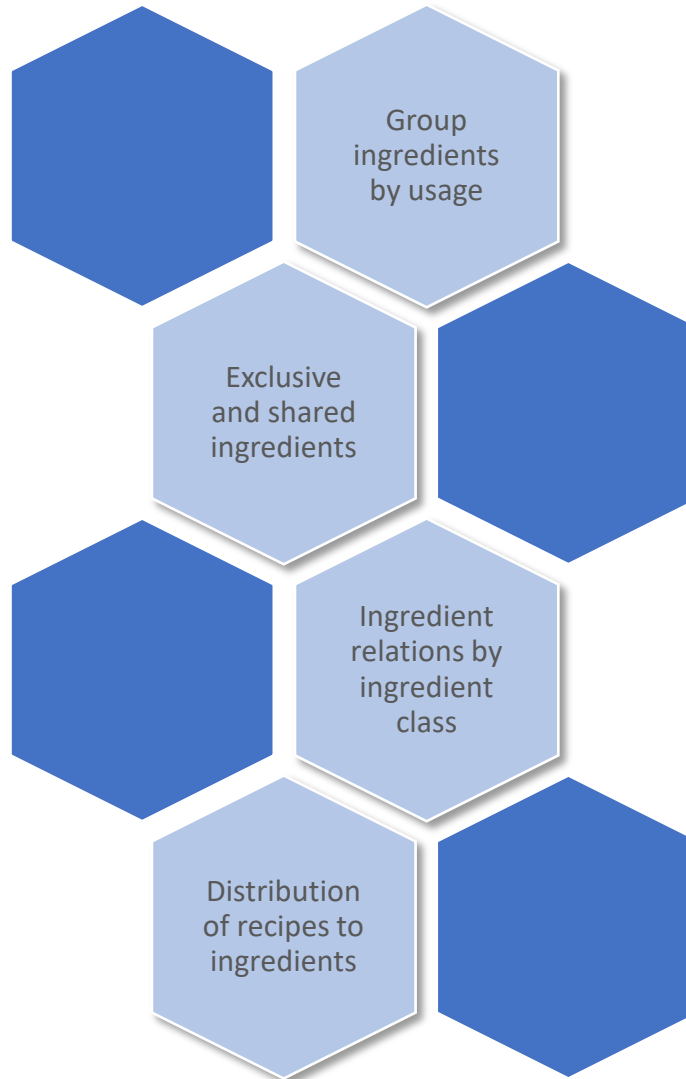 Group
ingredients
by usage
Exclusive
and shared
ingredients
Ingredient
relations by
ingredient
class
Distribution
of recipes to
ingredients